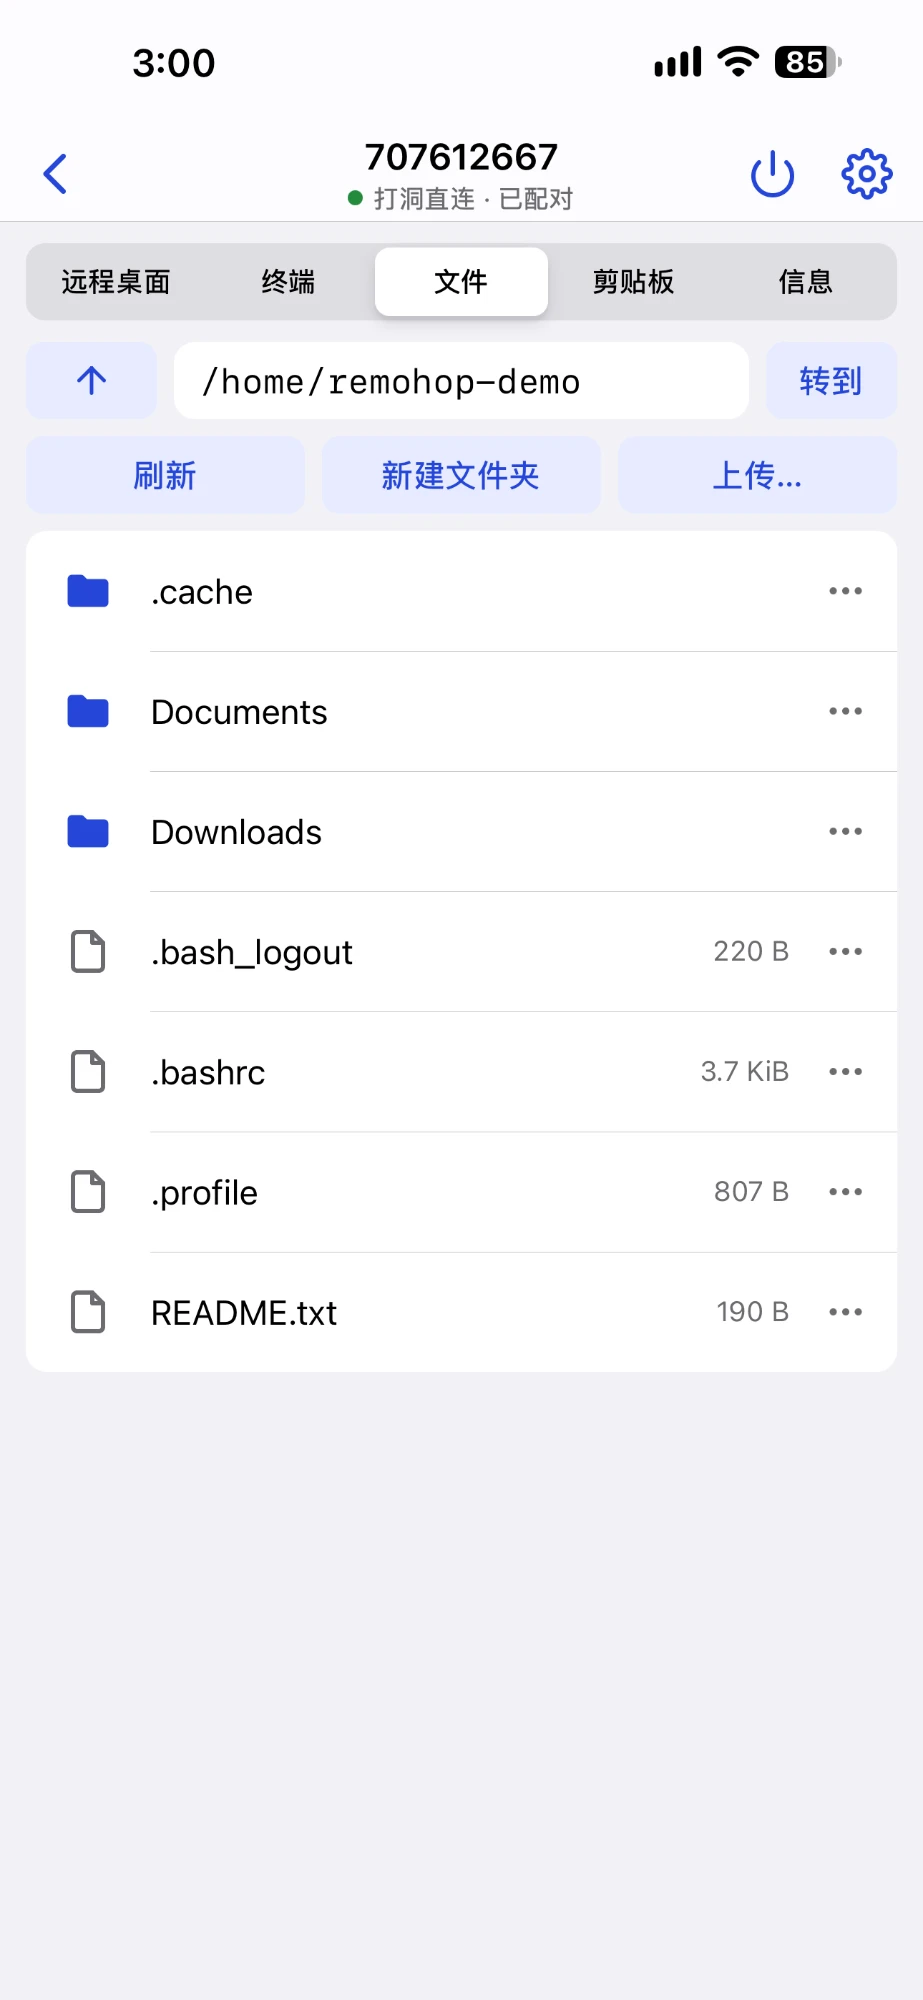 3:00
85
707612667
打洞直连 · 已配对
远程桌面 终端 文件 剪贴板 信息
/home/remohop-demo 转到
刷新 新建文件夹 上传...
.cache
Documents
Downloads
.bash_logout 220 B
.bashrc 3.7 KiB
.profile 807 B
README.txt 190 B